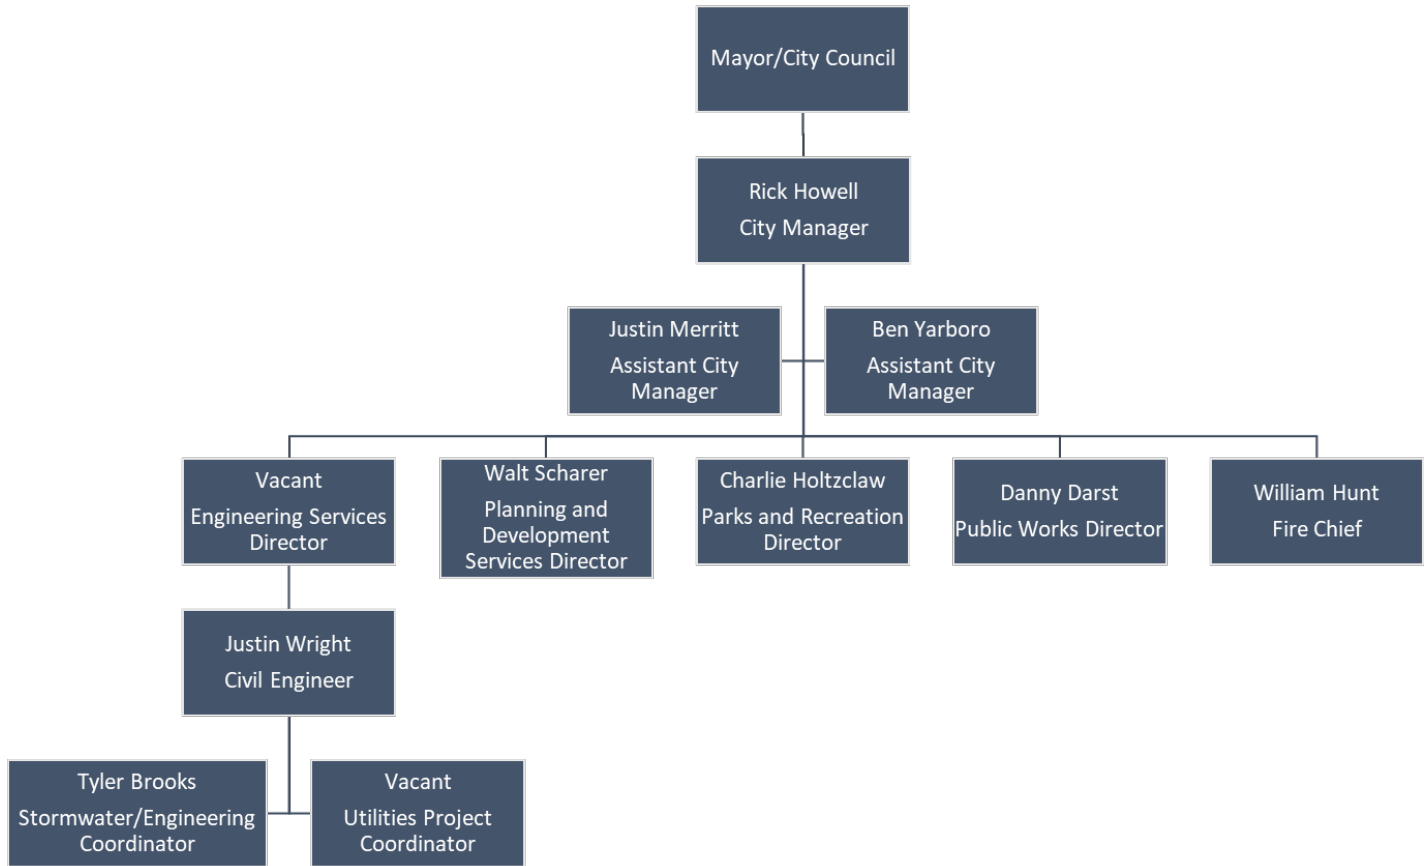 Mayor/City Council
Rick Howell
City Manager
Justin Merritt
Assistant City
Manager
Ben Yarboro
Assistant City
Manager
Vacant
Engineering Services
Director
Walt Scharer
Planning and
Development
Services Director
Charlie Holtzclaw
Parks and Recreation
Director
Danny Darst
Public Works Director
William Hunt
Fire Chief
Justin Wright
Civil Engineer
Tyler Brooks
Stormwater/Engineering
Coordinator
Vacant
Utilities Project
Coordinator